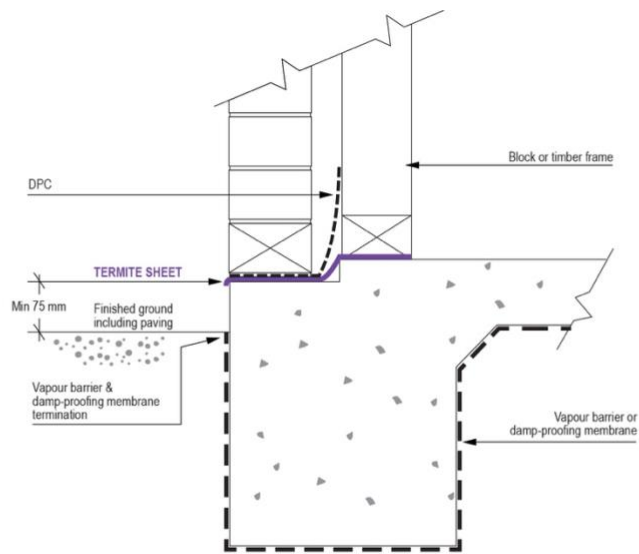 Block or timber frame
DPC
TERMITE SHEET
Min 75 mm
Finished ground
including paving
Vapour barrier &
damp-proofing membrane
termination
Vapour barrier or
damp-proofing membrane